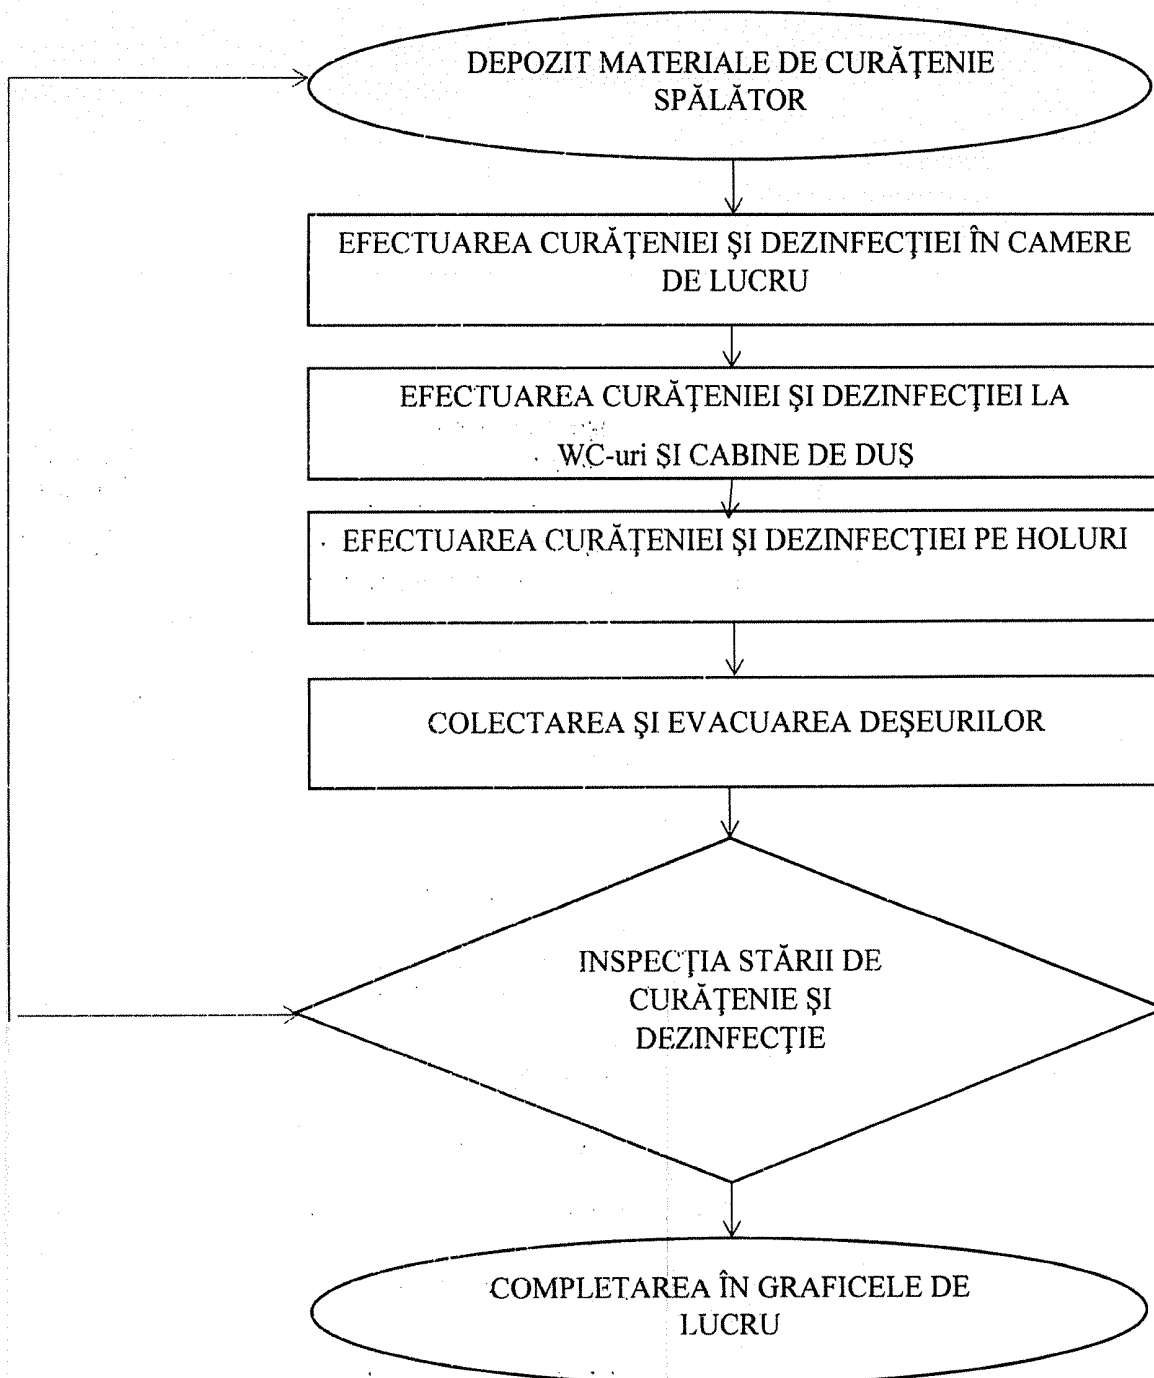 DEPOZIT MATERIALE DE CURĂŢENIE
SPĂLĂTOR
EFECTUAREA CURĂŢENIEI ŞI DEZINFECŢIEI ÎN CAMERE
DE LUCRU
EFECTUAREA CURĂŢENIEI ŞI DEZINFECŢIEI LA
WC-uri ŞI CABINE DE DUŞ
EFECTUAREA CURĂŢENIEI ŞI DEZINFECŢIEI PE HOLURI
COLECTAREA ŞI EVACUAREA DEŞEURILOR
INSPECŢIA STĂRII DE
CURĂŢENIE ŞI
DEZINFECŢIE
COMPLETAREA ÎN GRAFICELE DE
LUCRU